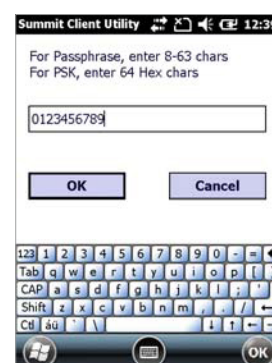 Summit Client Utility 12:39
For Passphrase, enter 8-63 chars
For PSK, enter 64 Hex chars
0123456789
OK Cancel
123 1 2 3 4 5 6 7 8 9 0 - =
Tab q w e r t y u i o p [ ]
CAP a s d f g h j k l ; '
Shift z x c v b n m , . /
Ctl áü ` \
OK